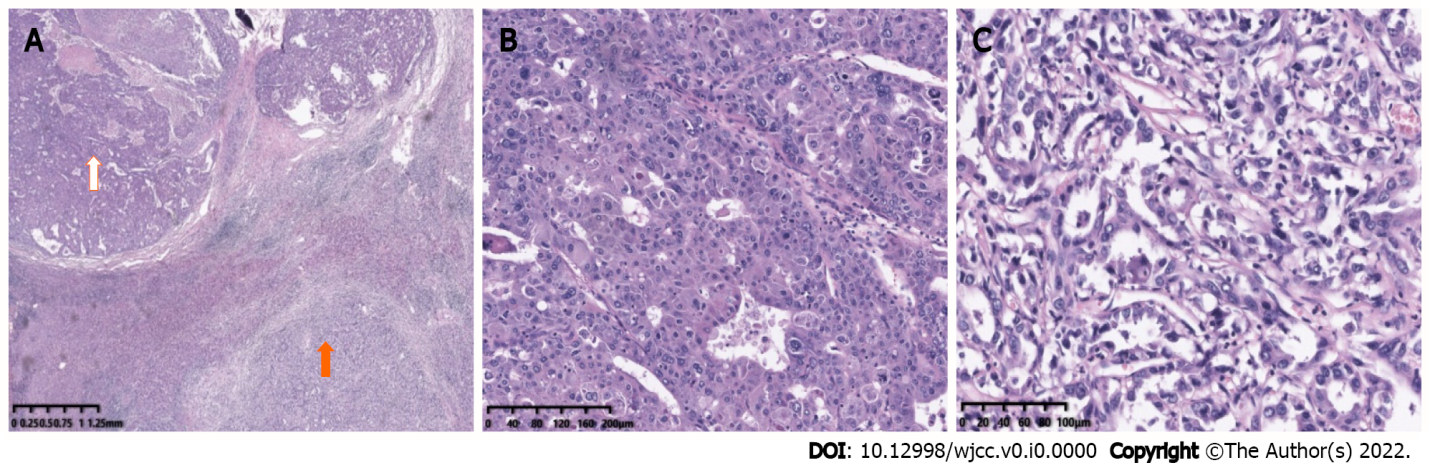 A
B
C
0 0.250.50.75 1 1.25mm
0 40 80 120 160 200μm
0 20 40 60 80 100μm
DOI: 10.12998/wjcc.v0.i0.0000 Copyright ©The Author(s) 2022.